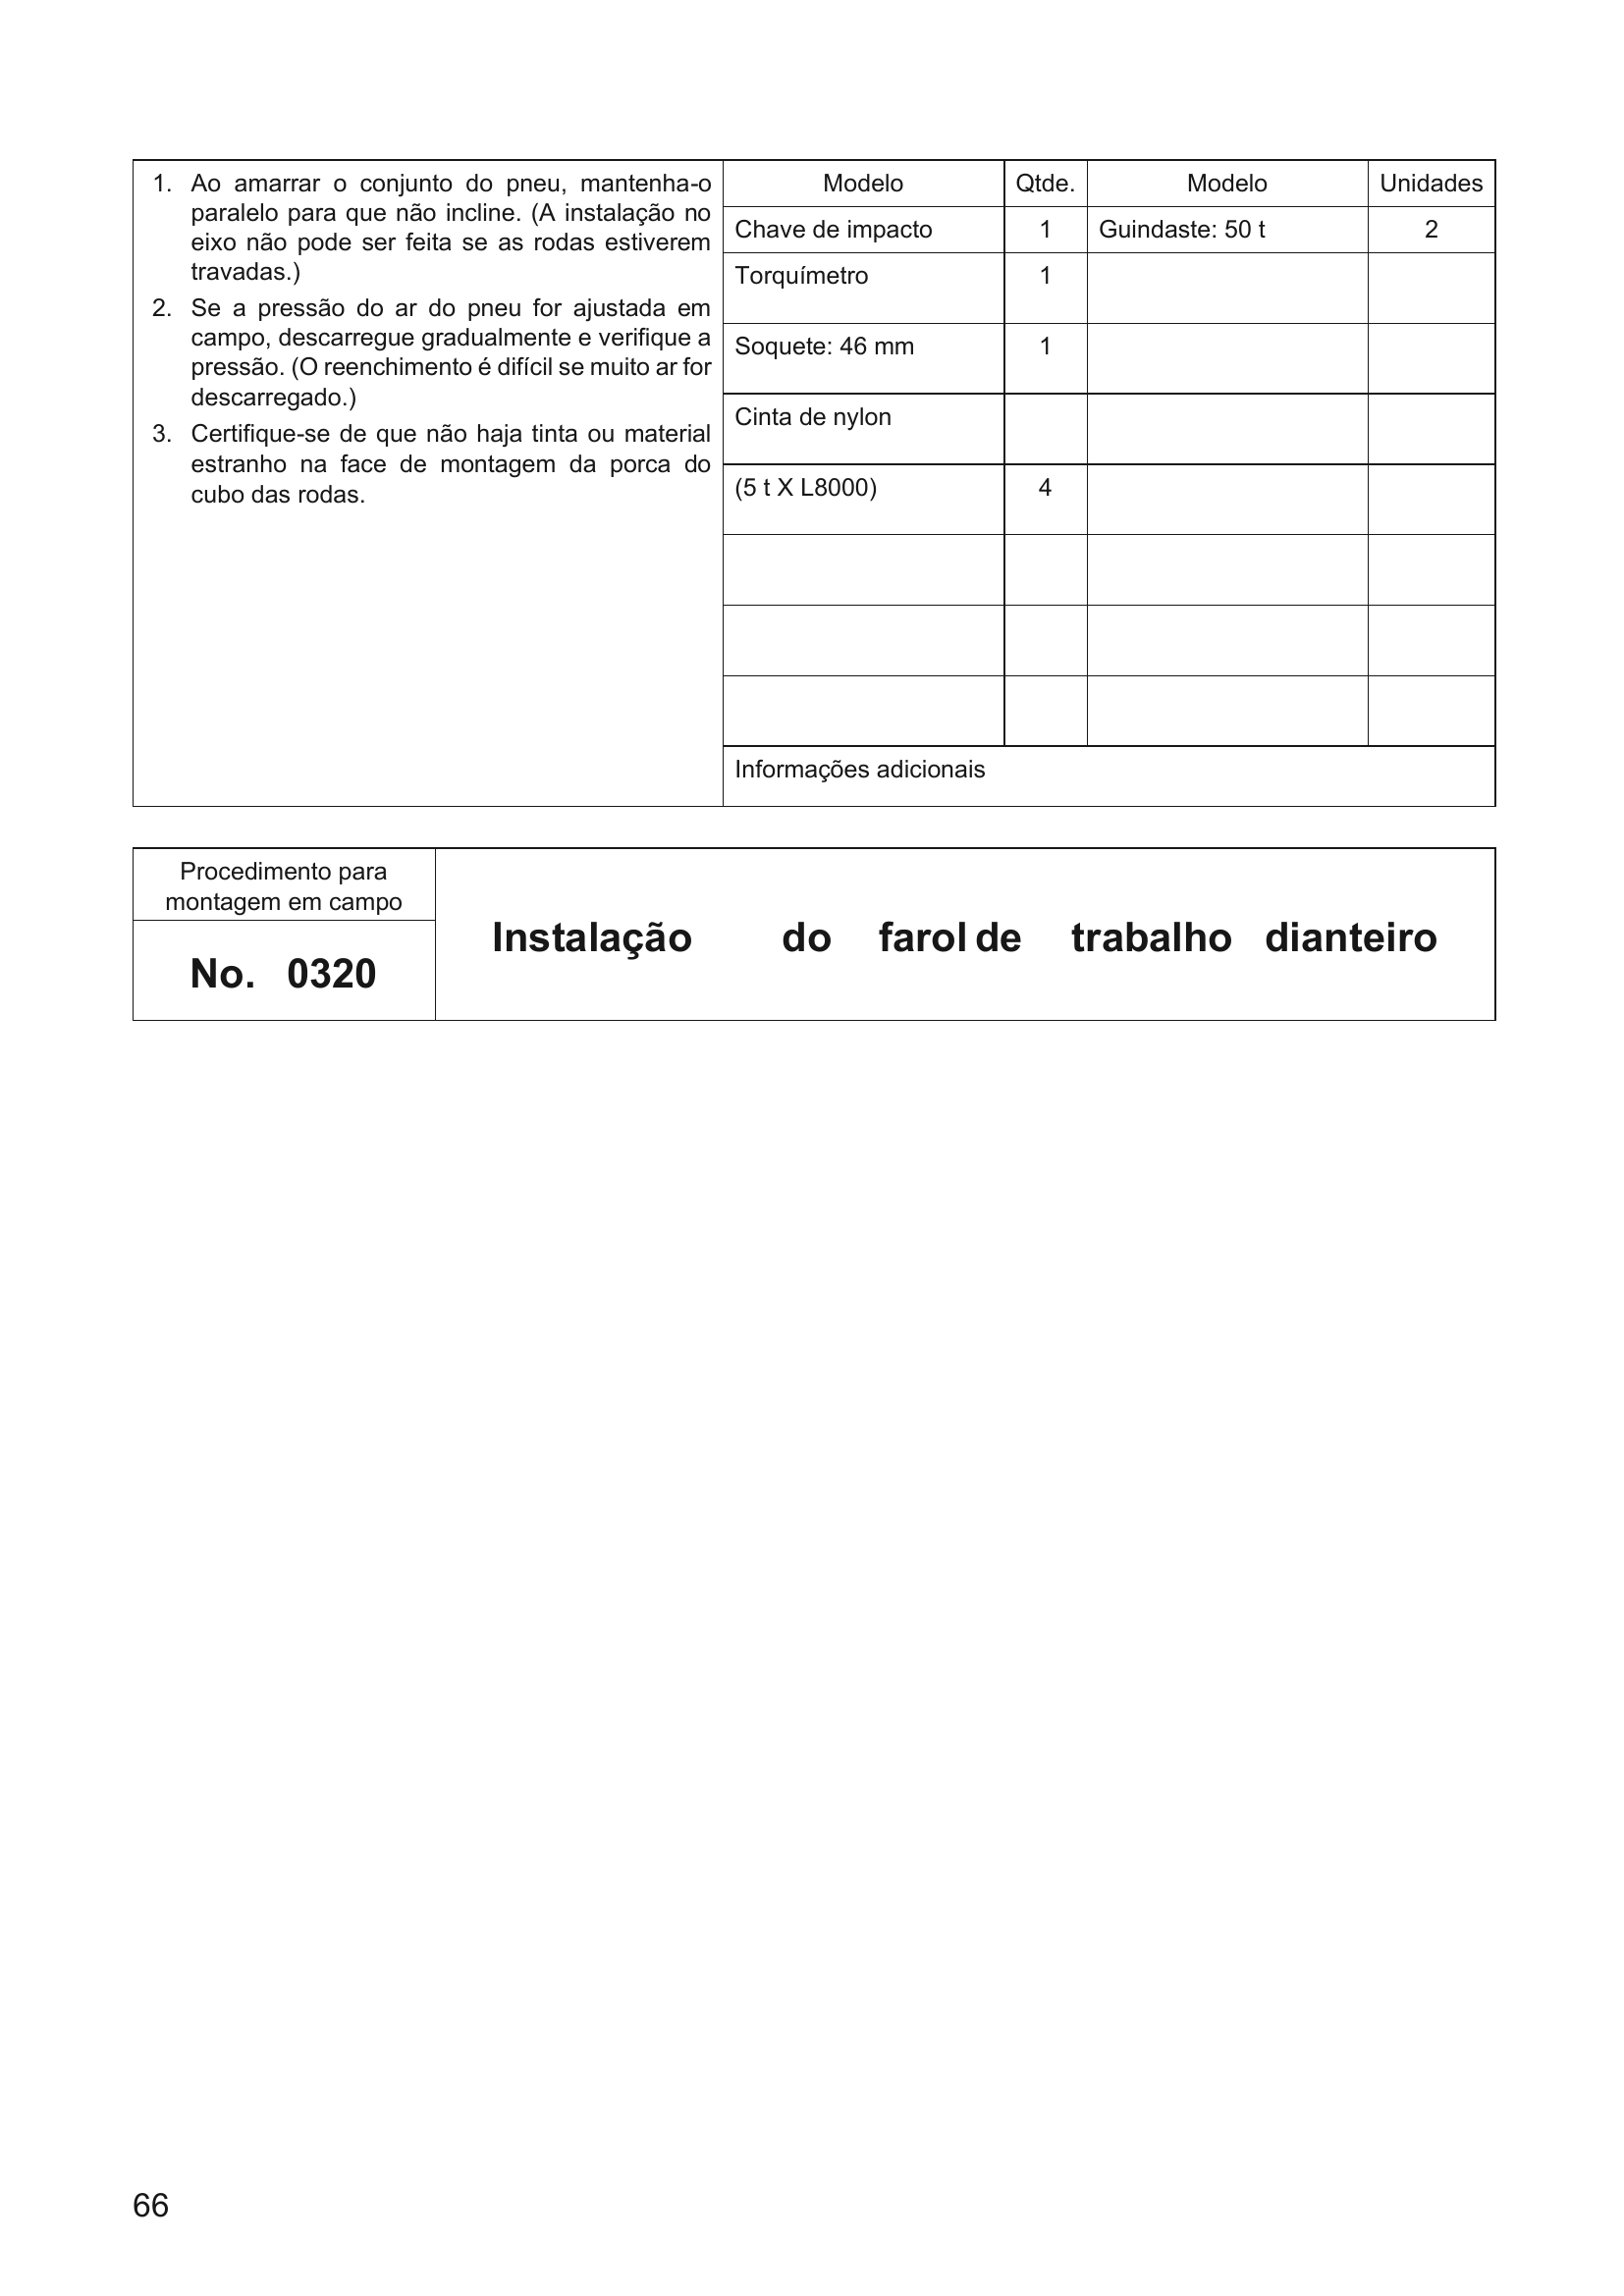 1. Ao amarrar o conjunto do pneu, mantenha-o
paralelo para que não incline. (A instalação no
eixo não pode ser feita se as rodas estiverem
travadas.)
2. Se a pressão do ar do pneu for ajustada em
campo, descarregue gradualmente e verifique a
pressão. (O reenchimento é difícil se muito ar for
descarregado.)
3. Certifique-se de que não haja tinta ou material
estranho na face de montagem da porca do
cubo das rodas.
Modelo Qtde. Modelo Unidades
Chave de impacto 1 Guindaste: 50 t 2
Torquímetro 1
Soquete: 46 mm 1
Cinta de nylon
(5 t X L8000) 4
Informações adicionais
Procedimento para
montagem em campo
No. 0320
Instalação do farol de trabalho dianteiro
66